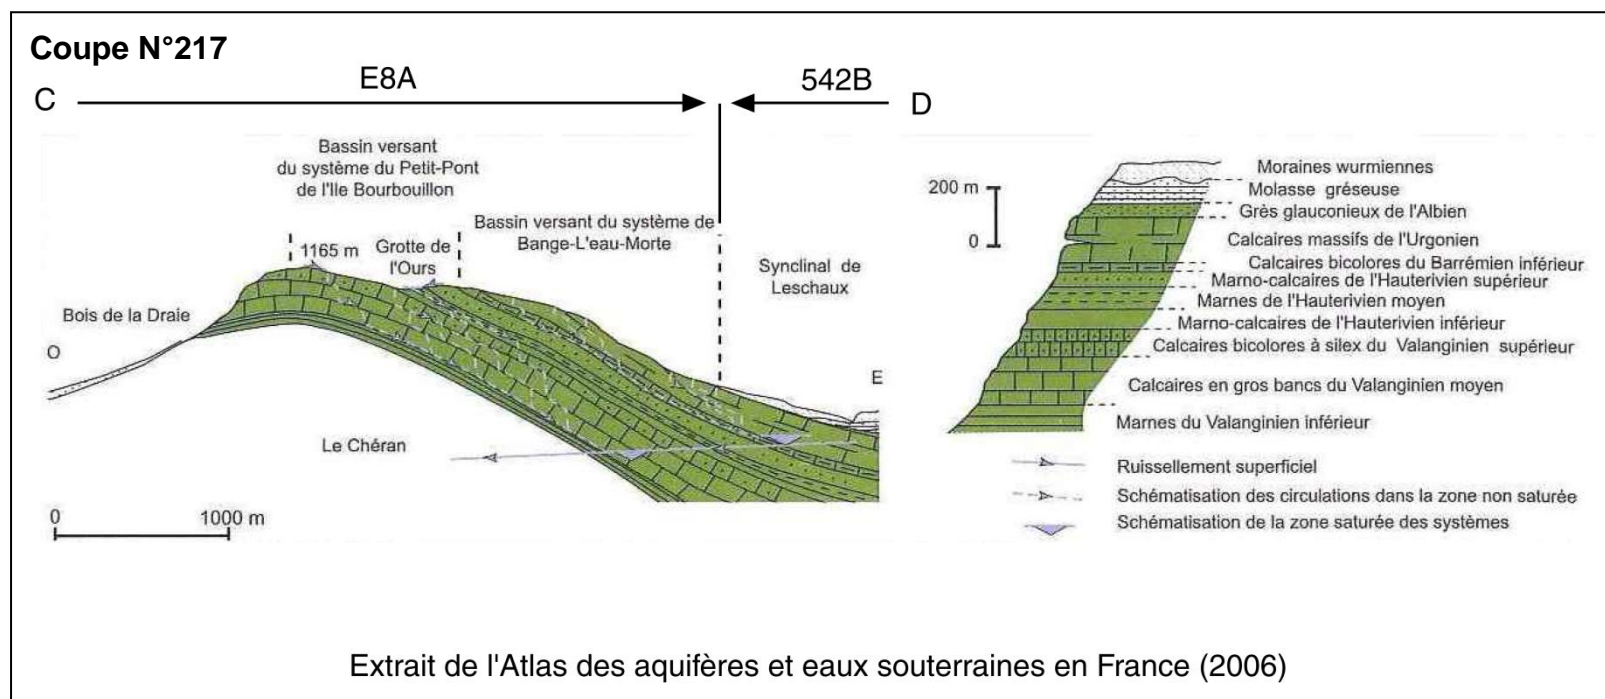 Coupe N°217
C
E8A
542B
D
Bassin versant
du système du Petit-Pont
de l'Ile Bourbouillon
Bassin versant du système de
Bange-L'eau-Morte
1165 m
Grotte de
l'Ours
Synclinal de
Leschaux
Bois de la Draie
O
E
Le Chéran
0 1000 m
200 m
0
Moraines wurmiennes
Molasse gréseuse
Grès glauconieux de l'Albien
Calcaires massifs de l'Urgonien
Calcaires bicolores du Barrémien inférieur
Marno-calcaires de l'Hauterivien supérieur
Marnes de l'Hauterivien moyen
Marno-calcaires de l'Hauterivien inférieur
Calcaires bicolores à silex du Valanginien supérieur
Calcaires en gros bancs du Valanginien moyen
Marnes du Valanginien inférieur
Ruissellement superficiel
Schématisation des circulations dans la zone non saturée
Schématisation de la zone saturée des systèmes
Extrait de l'Atlas des aquifères et eaux souterraines en France (2006)